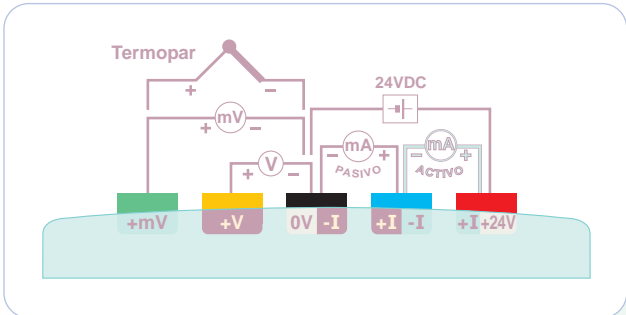 Termopar
+ −
24VDC
+ mV −
− mA +
PASIVO
− mA +
ACTIVO
+ V −
+mV
+V
0V -I
+I -I
+I +24V